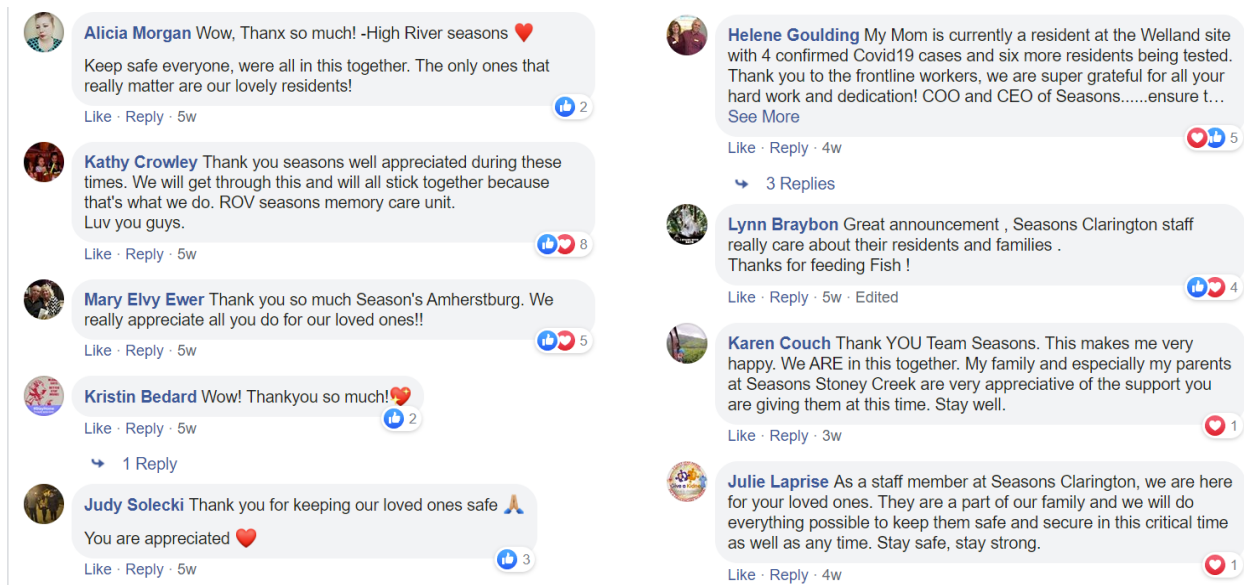 Alicia Morgan Wow, Thanx so much! -High River seasons ❤️
Keep safe everyone, were all in this together. The only ones that
really matter are our lovely residents!
2
Like · Reply · 5w
Kathy Crowley Thank you seasons well appreciated during these
times. We will get through this and will all stick together because
that's what we do. ROV seasons memory care unit.
Luv you guys.
8
Like · Reply · 5w
Mary Elvy Ewer Thank you so much Season's Amherstburg. We
really appreciate all you do for our loved ones!!
5
Like · Reply · 5w
Kristin Bedard Wow! Thankyou so much!💖
2
Like · Reply · 5w
1 Reply
Judy Solecki Thank you for keeping our loved ones safe 🙏🏼
You are appreciated ❤️
3
Like · Reply · 5w
Helene Goulding My Mom is currently a resident at the Welland site
with 4 confirmed Covid19 cases and six more residents being tested.
Thank you to the frontline workers, we are super grateful for all your
hard work and dedication! COO and CEO of Seasons......ensure t…
See More
5
Like · Reply · 4w
3 Replies
Lynn Braybon Great announcement , Seasons Clarington staff
really care about their residents and families .
Thanks for feeding Fish !
4
Like · Reply · 5w · Edited
Karen Couch Thank YOU Team Seasons. This makes me very
happy. We ARE in this together. My family and especially my parents
at Seasons Stoney Creek are very appreciative of the support you
are giving them at this time. Stay well.
1
Like · Reply · 3w
Julie Laprise As a staff member at Seasons Clarington, we are here
for your loved ones. They are a part of our family and we will do
everything possible to keep them safe and secure in this critical time
as well as any time. Stay safe, stay strong.
1
Like · Reply · 4w